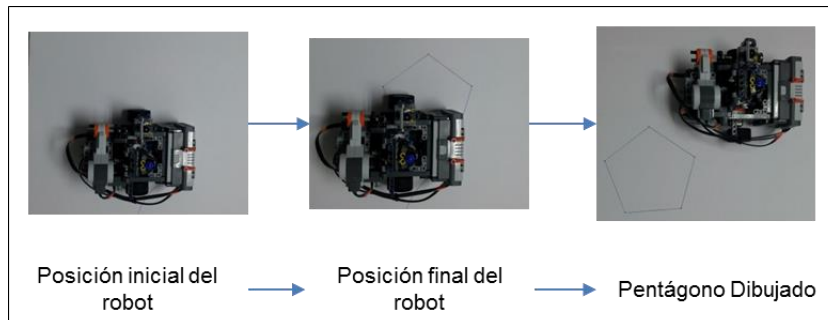 Posición inicial del
robot
Posición final del
robot
Pentágono Dibujado